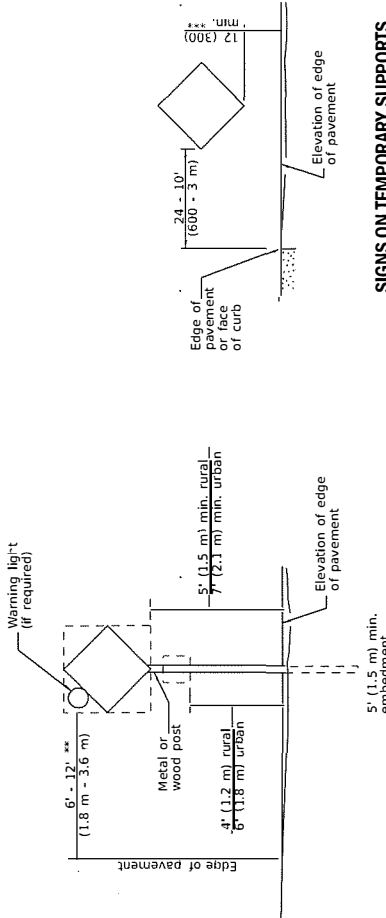 Warning light
(if required)
6' - 12' **
(1.8 m - 3.6 m)
Metal or
wood post
4' (1.2 m) rural
6' (1.8 m) urban
Edge of pavement
5' (1.5 m) min. rural
7' (2.1 m) min. urban
Elevation of edge
of pavement
5' (1.5 m) min.
embedment
24 - 10'
(600 - 3 m)
Edge of
pavement
or face
of curb
12 (300)
min. ***
Elevation of edge
of pavement
SIGNS ON TEMPORARY SUPPORTS